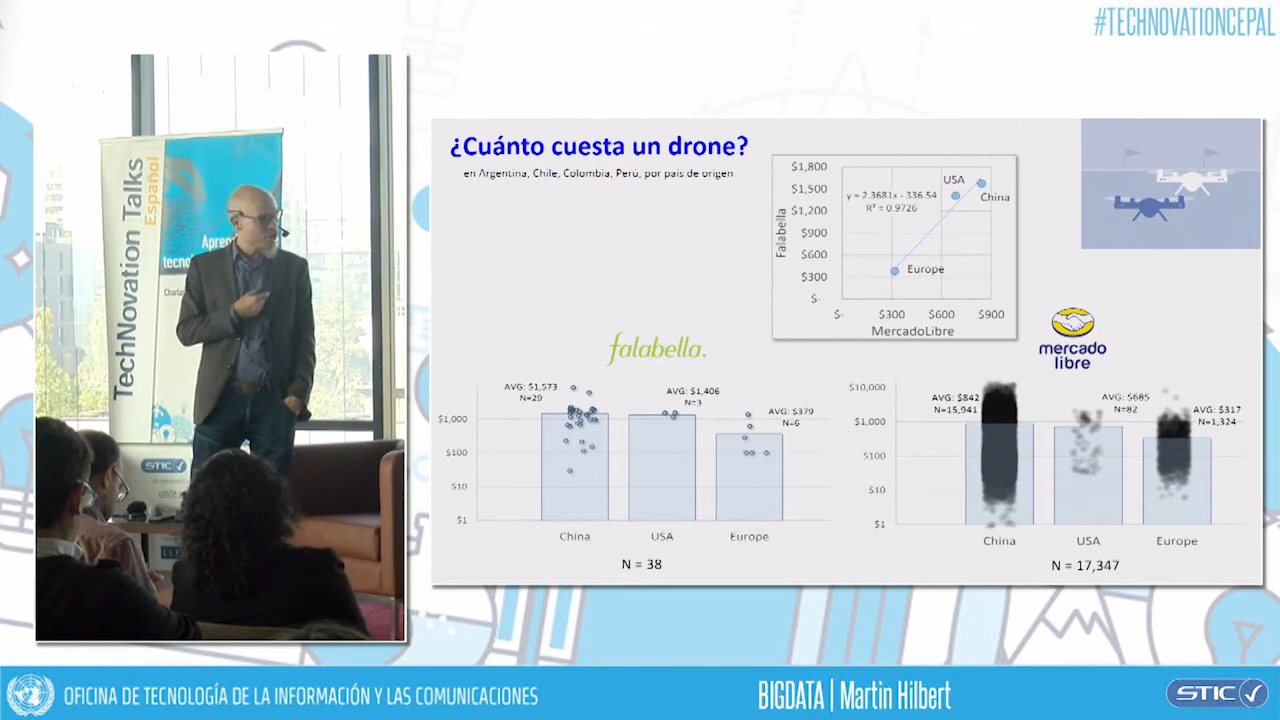 #TECHNOVATIONCEPAL
TechNovation Talks
Español
STIC
¿Cuánto cuesta un drone?
en Argentina, Chile, Colombia, Perú, por país de origen
$1,800
$1,500
$1,200
$900
$600
$300
$-
Falabella
USA
China
Europe
y = 2.3681x - 336.54
R² = 0.9726
$-
$300
$600
$900
MercadoLibre
falabella.
mercado
libre
AVG: $1,573
N=29
AVG: $1,406
N=3
AVG: $379
N=6
$1,000
$100
$10
$1
China
USA
Europe
N = 38
AVG: $842
N=15,941
AVG: $685
N=82
AVG: $317
N=1,324
$10,000
$1,000
$100
$10
$1
China
USA
Europe
N = 17,347
OFICINA DE TECNOLOGÍA DE LA INFORMACIÓN Y LAS COMUNICACIONES
BIGDATA | Martin Hilbert
STIC